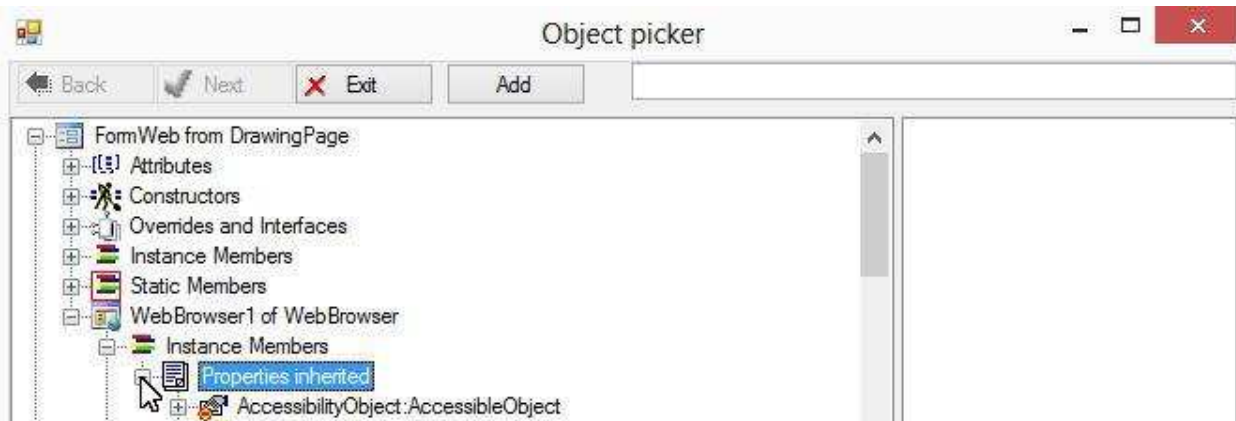 Object picker
Back Next Exit Add
FormWeb from DrawingPage
Attributes
Constructors
Overrides and Interfaces
Instance Members
Static Members
WebBrowser1 of WebBrowser
Instance Members
Properties inherited
AccessibilityObject:AccessibleObject